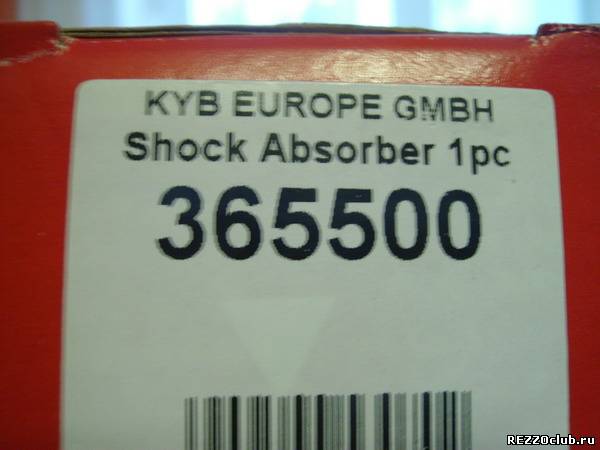 KYB EUROPE GMBH
Shock Absorber 1pc
365500
REZZOclub.ru